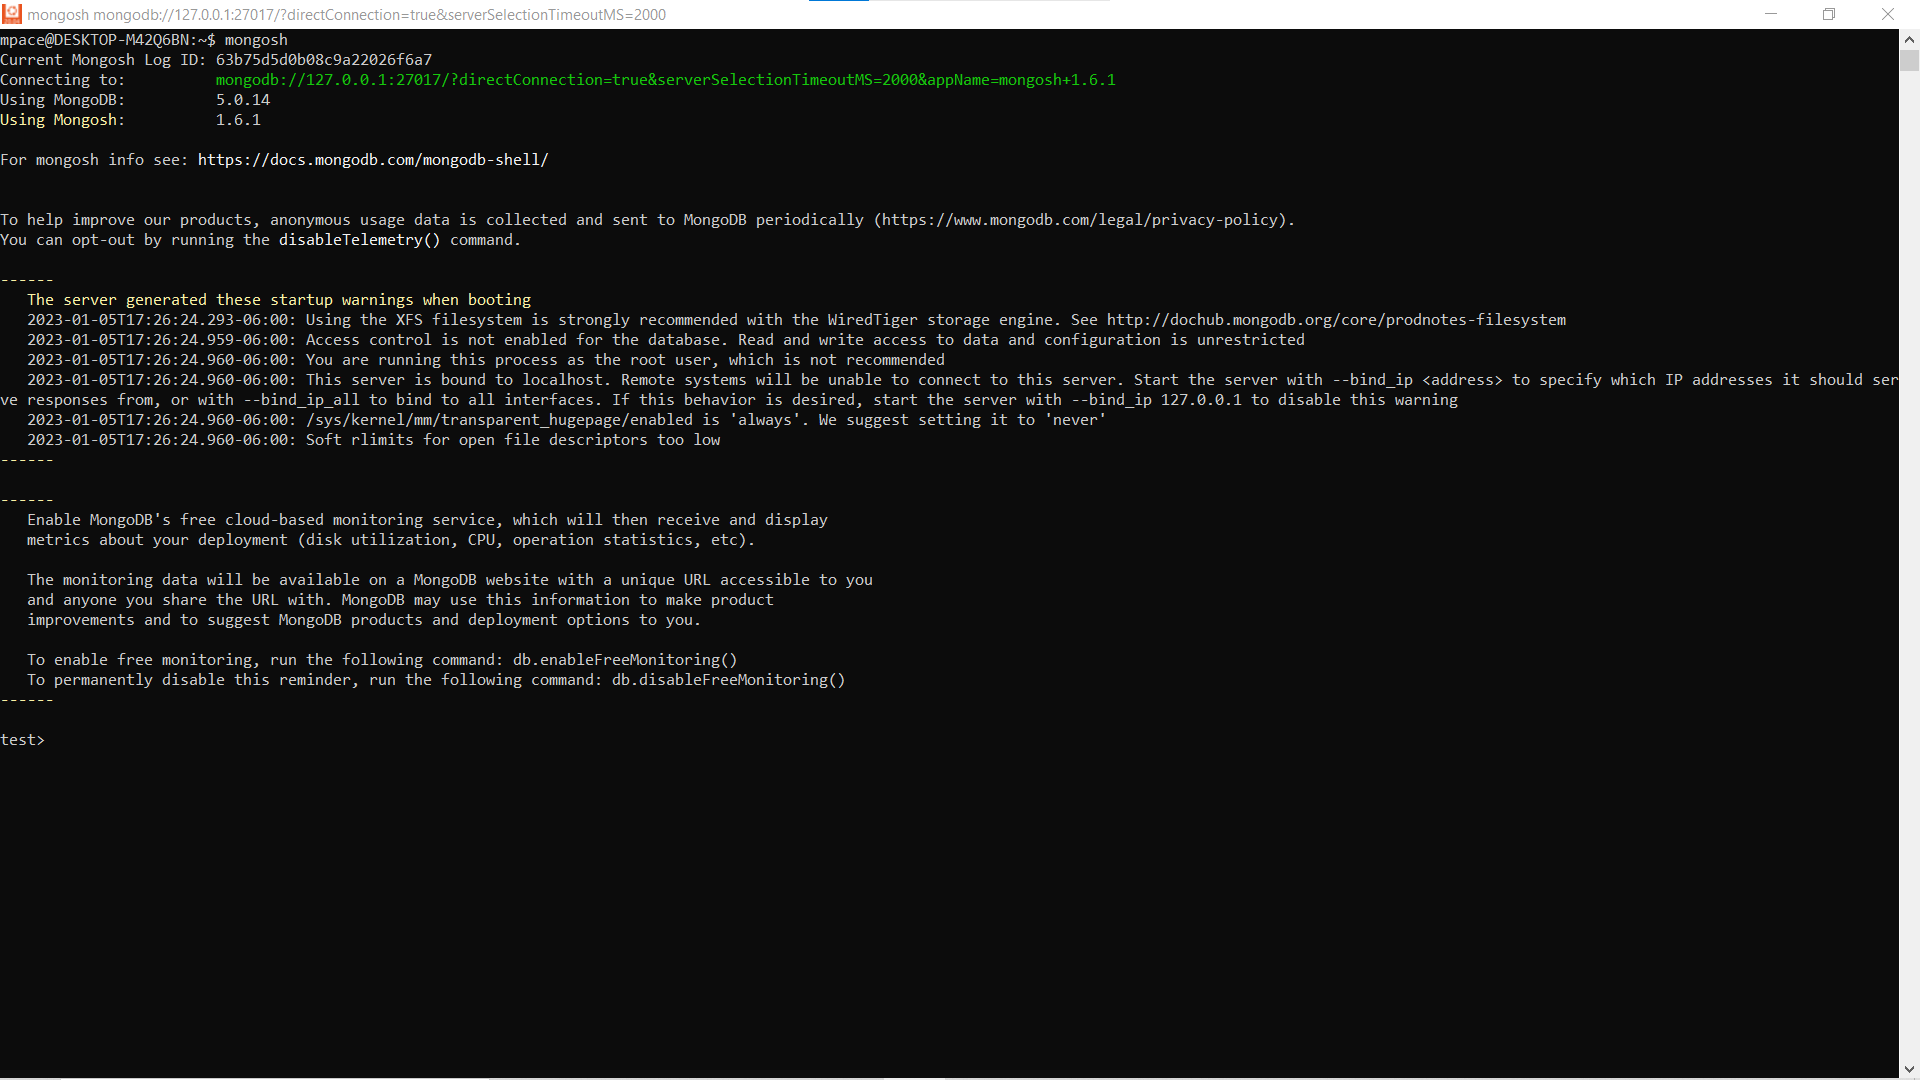 mongosh mongodb://127.0.0.1:27017/?directConnection=true&serverSelectionTimeoutMS=2000
mpace@DESKTOP-M42Q6BN:~$ mongosh
Current Mongosh Log ID: 63b75d5d0b08c9a22026f6a7
Connecting to:          mongodb://127.0.0.1:27017/?directConnection=true&serverSelectionTimeoutMS=2000&appName=mongosh+1.6.1
Using MongoDB:          5.0.14
Using Mongosh:          1.6.1
For mongosh info see: https://docs.mongodb.com/mongodb-shell/
To help improve our products, anonymous usage data is collected and sent to MongoDB periodically (https://www.mongodb.com/legal/privacy-policy).
You can opt-out by running the disableTelemetry() command.
------
   The server generated these startup warnings when booting
   2023-01-05T17:26:24.293-06:00: Using the XFS filesystem is strongly recommended with the WiredTiger storage engine. See http://dochub.mongodb.org/core/prodnotes-filesystem
   2023-01-05T17:26:24.959-06:00: Access control is not enabled for the database. Read and write access to data and configuration is unrestricted
   2023-01-05T17:26:24.960-06:00: You are running this process as the root user, which is not recommended
   2023-01-05T17:26:24.960-06:00: This server is bound to localhost. Remote systems will be unable to connect to this server. Start the server with --bind_ip <address> to specify which IP addresses it should ser
ve responses from, or with --bind_ip_all to bind to all interfaces. If this behavior is desired, start the server with --bind_ip 127.0.0.1 to disable this warning
   2023-01-05T17:26:24.960-06:00: /sys/kernel/mm/transparent_hugepage/enabled is 'always'. We suggest setting it to 'never'
   2023-01-05T17:26:24.960-06:00: Soft rlimits for open file descriptors too low
------
------
   Enable MongoDB's free cloud-based monitoring service, which will then receive and display
   metrics about your deployment (disk utilization, CPU, operation statistics, etc).
   The monitoring data will be available on a MongoDB website with a unique URL accessible to you
   and anyone you share the URL with. MongoDB may use this information to make product
   improvements and to suggest MongoDB products and deployment options to you.
   To enable free monitoring, run the following command: db.enableFreeMonitoring()
   To permanently disable this reminder, run the following command: db.disableFreeMonitoring()
------
test>